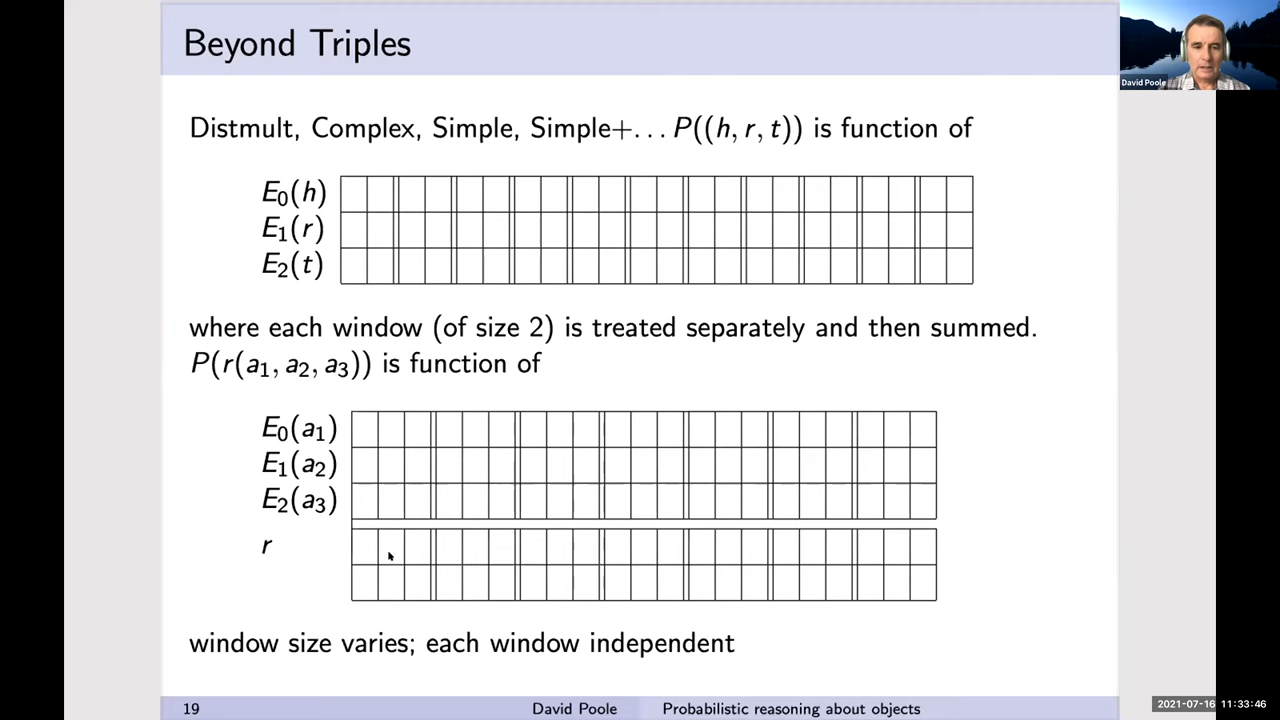 Beyond Triples
David Poole
Distmult, Complex, Simple, Simple+... P((h, r, t)) is function of
E₀(h)
E₁(r)
E₂(t)
where each window (of size 2) is treated separately and then summed.
P(r(a₁, a₂, a₃)) is function of
E₀(a₁)
E₁(a₂)
E₂(a₃)
r
window size varies; each window independent
19 David Poole Probabilistic reasoning about objects
2021-07-16 11:33:46